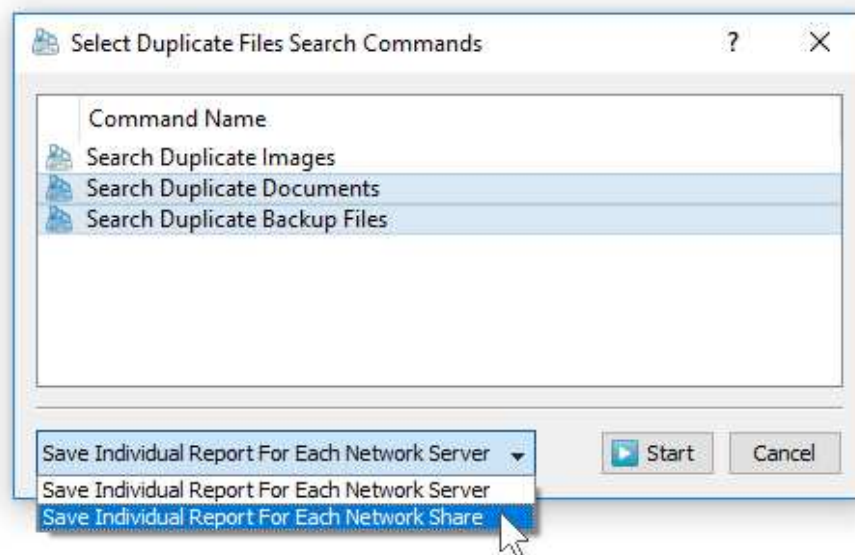 Select Duplicate Files Search Commands ?
Command Name
Search Duplicate Images
Search Duplicate Documents
Search Duplicate Backup Files
Save Individual Report For Each Network Server Start Cancel
Save Individual Report For Each Network Server
Save Individual Report For Each Network Share